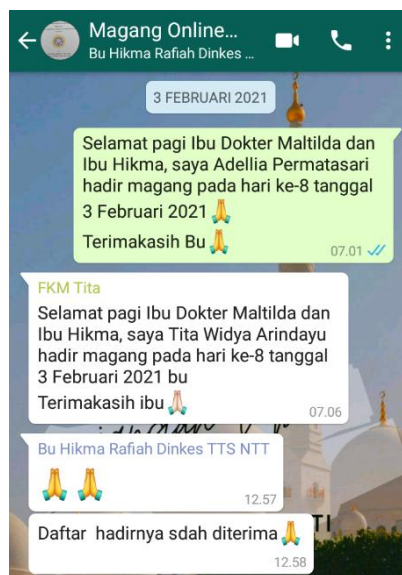 Magang Online...
Bu Hikma Rafiah Dinkes ...
3 FEBRUARI 2021
Selamat pagi Ibu Dokter Maltilda dan
Ibu Hikma, saya Adellia Permatasari
hadir magang pada hari ke-8 tanggal
3 Februari 2021🙏
Terimakasih Bu🙏
07.01
FKM Tita
Selamat pagi Ibu Dokter Maltilda dan
Ibu Hikma, saya Tita Widya Arindayu
hadir magang pada hari ke-8 tanggal
3 Februari 2021 bu
Terimakasih ibu🙏🏻
07.06
Bu Hikma Rafiah Dinkes TTS NTT
🙏 🙏
12.57
Daftar hadirnya sdah diterima🙏
12.58